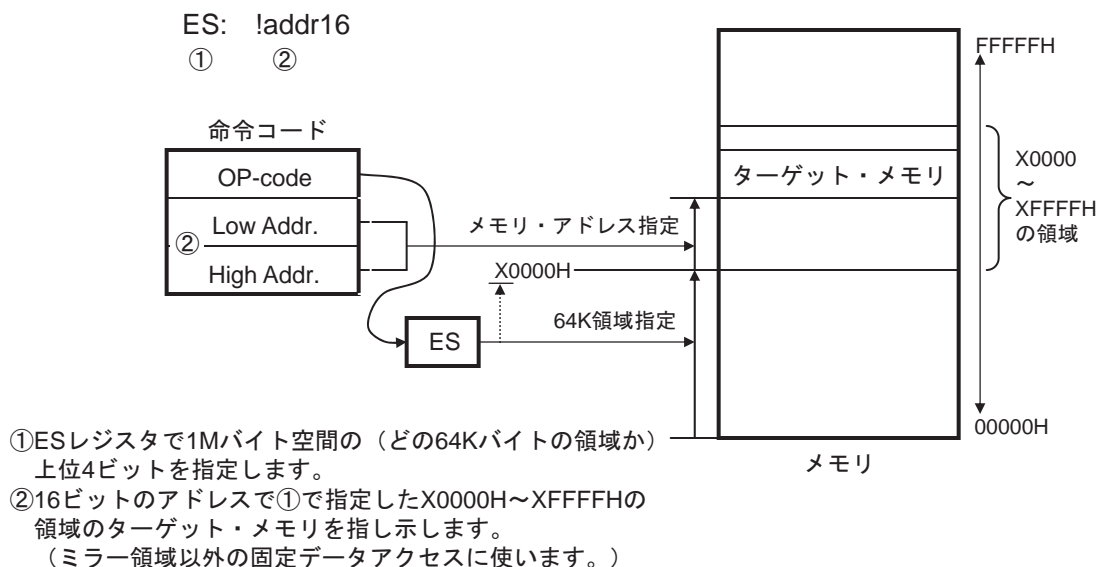 ES: !addr16
① ②
命令コード
OP-code
Low Addr.
②
High Addr.
ES
メモリ・アドレス指定
X0000H
64K領域指定
ターゲット・メモリ
FFFFFH
X0000
～
XFFFFH
の領域
00000H
メモリ
①ESレジスタで1Mバイト空間の（どの64Kバイトの領域か）
上位4ビットを指定します。
②16ビットのアドレスで①で指定したX0000H～XFFFFHの
領域のターゲット・メモリを指し示します。
（ミラー領域以外の固定データアクセスに使います。）